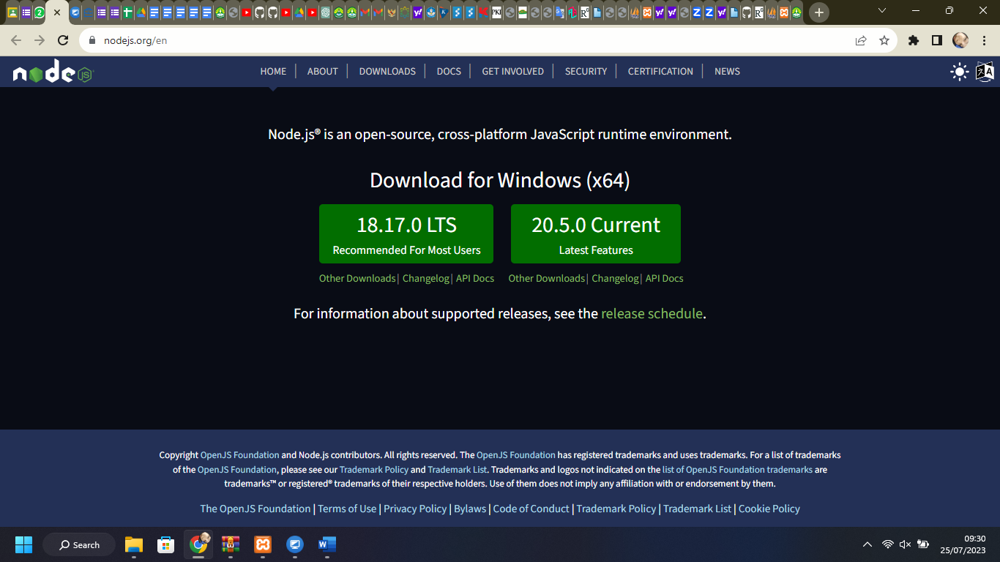 nodejs.org/en
node JS
HOME | ABOUT | DOWNLOADS | DOCS | GET INVOLVED | SECURITY | CERTIFICATION | NEWS
Node.js® is an open-source, cross-platform JavaScript runtime environment.
Download for Windows (x64)
18.17.0 LTS
Recommended For Most Users
20.5.0 Current
Latest Features
Other Downloads | Changelog | API Docs
Other Downloads | Changelog | API Docs
For information about supported releases, see the release schedule.
Copyright OpenJS Foundation and Node.js contributors. All rights reserved. The OpenJS Foundation has registered trademarks and uses trademarks. For a list of trademarks
of the OpenJS Foundation, please see our Trademark Policy and Trademark List. Trademarks and logos not indicated on the list of OpenJS Foundation trademarks are
trademarks™ or registered® trademarks of their respective holders. Use of them does not imply any affiliation with or endorsement by them.
The OpenJS Foundation | Terms of Use | Privacy Policy | Bylaws | Code of Conduct | Trademark Policy | Trademark List | Cookie Policy
Search
09:30
25/07/2023